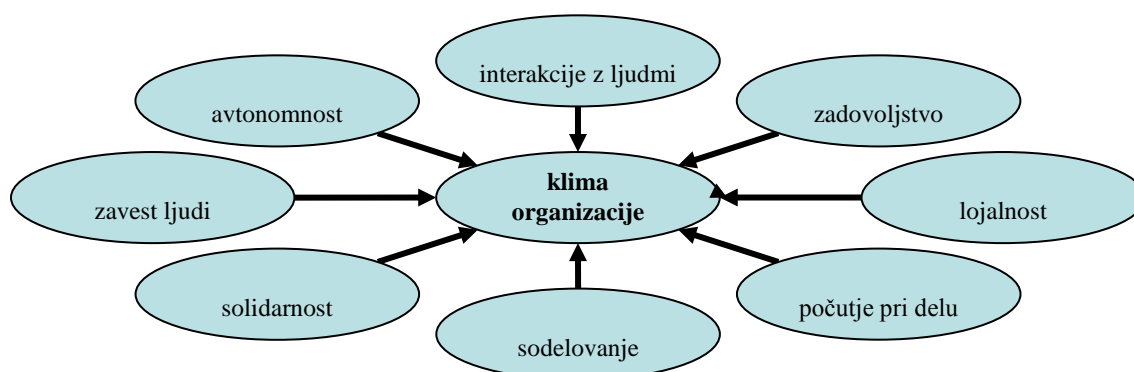 interakcije z ljudmi
avtonomnost
zadovoljstvo
klima
organizacije
zavest ljudi
lojalnost
solidarnost
počutje pri delu
sodelovanje